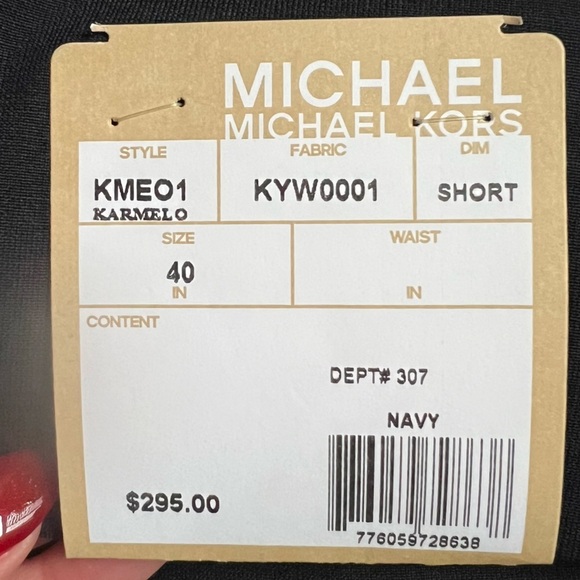 MICHAEL
MICHAEL KORS
STYLE FABRIC DIM
KMEO1 KYW0001 SHORT
KARMELO
SIZE WAIST
40
IN IN
CONTENT
DEPT# 307
NAVY
$295.00
776059728638